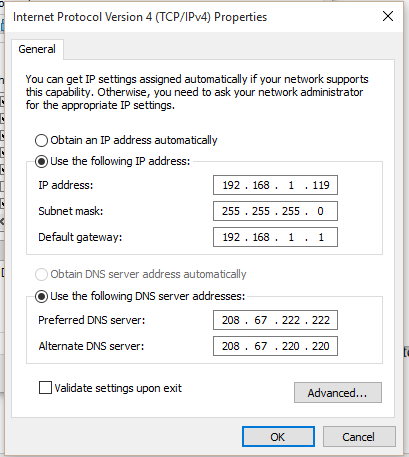 Internet Protocol Version 4 (TCP/IPv4) Properties
General
You can get IP settings assigned automatically if your network supports
this capability. Otherwise, you need to ask your network administrator
for the appropriate IP settings.
Obtain an IP address automatically
Use the following IP address:
IP address: 192 . 168 . 1 . 119
Subnet mask: 255 . 255 . 255 . 0
Default gateway: 192 . 168 . 1 . 1
Obtain DNS server address automatically
Use the following DNS server addresses:
Preferred DNS server: 208 . 67 . 222 . 222
Alternate DNS server: 208 . 67 . 220 . 220
Validate settings upon exit
Advanced...
OK Cancel